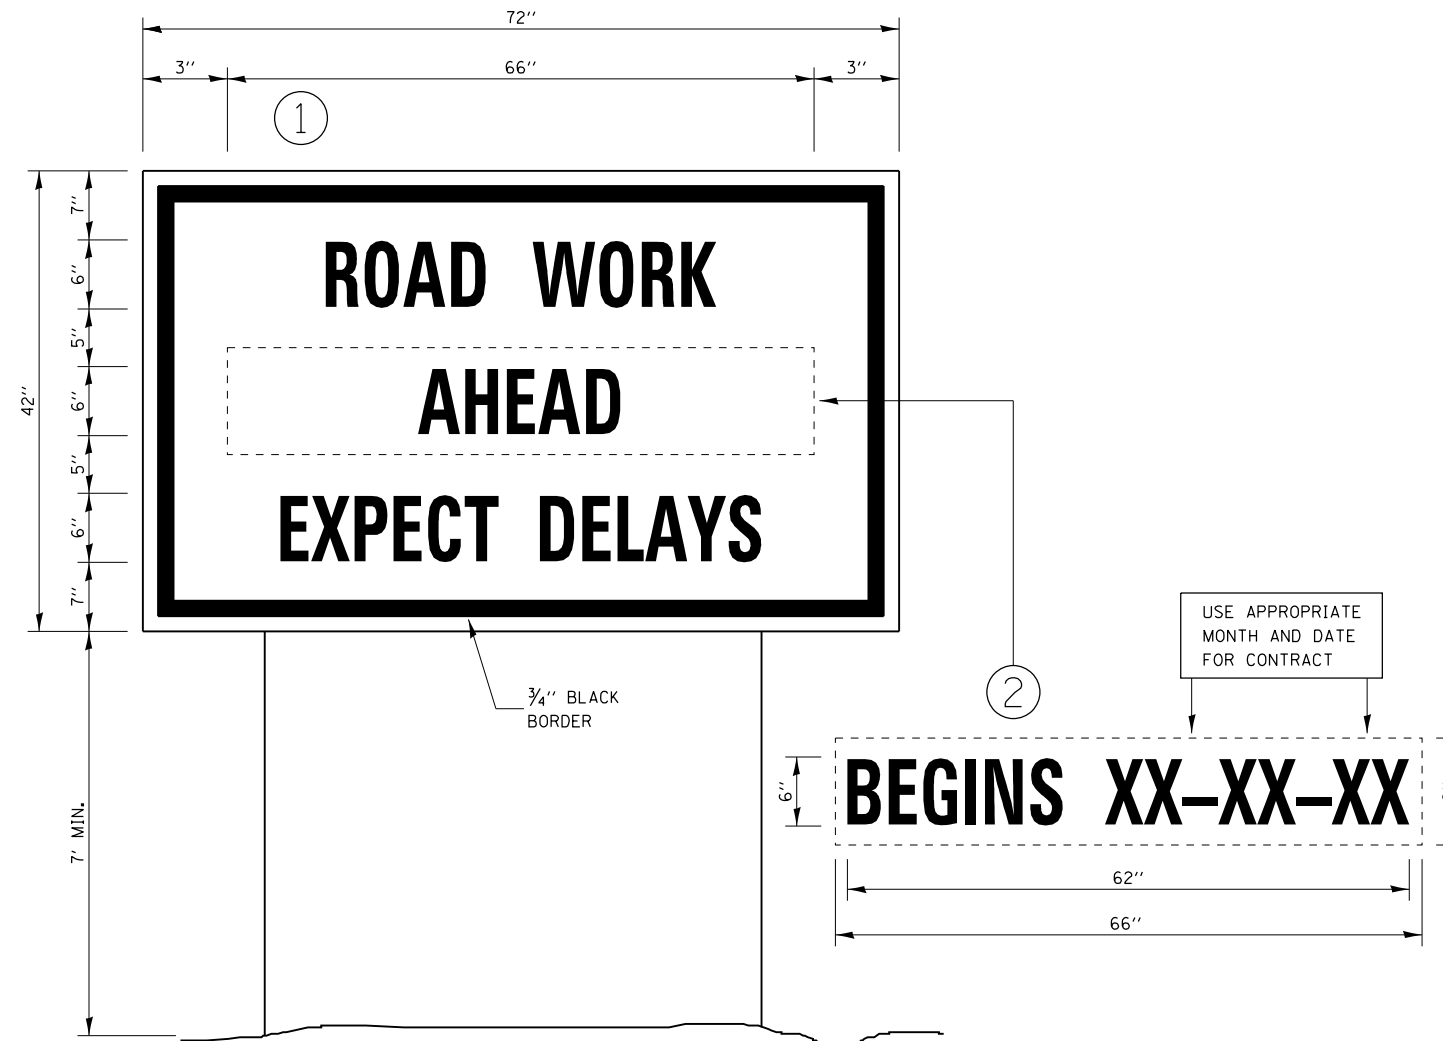 72''
3'' 66'' 3''
1
7''
6''
5''
6''
5''
6''
7''
42''
ROAD WORK
AHEAD
EXPECT DELAYS
3/4'' BLACK
BORDER
7' MIN.
2
USE APPROPRIATE
MONTH AND DATE
FOR CONTRACT
6''
BEGINS XX-XX-XX
62''
66''